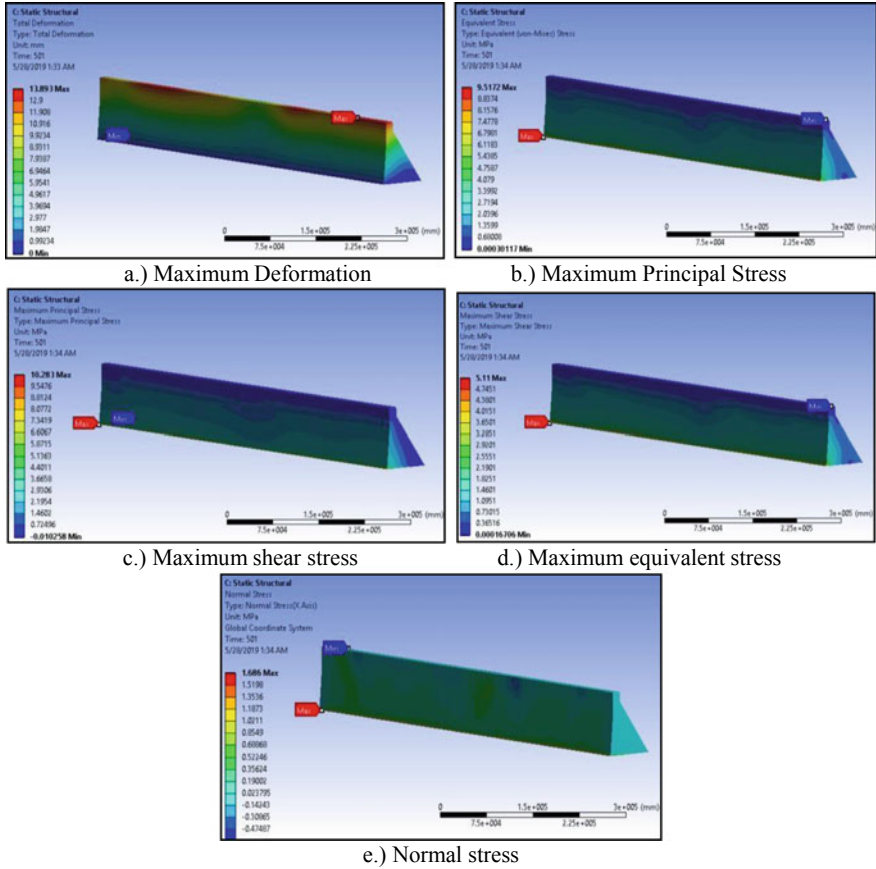 C: Static Structural
Total Deformation
Type: Total Deformation
Unit: mm
Time: 501
5/28/2019 1:33 AM
13.893 Max
12.9
11.908
10.916
9.9234
8.9311
7.9387
6.9464
5.9541
4.9617
3.9694
2.977
1.9847
0.99234
0 Min
Max
Min
0 1.5e+005 3e+005 (mm)
7.5e+004 2.25e+005
a.) Maximum Deformation
C: Static Structural
Equivalent Stress
Type: Equivalent (von-Mises) Stress
Unit: MPa
Time: 501
5/28/2019 1:34 AM
9.5172 Max
8.8374
8.1576
7.4778
6.7981
6.1183
5.4385
4.7587
4.079
3.3992
2.7194
2.0396
1.3599
0.68008
0.00030117 Min
Max
Min
0 1.5e+005 3e+005 (mm)
7.5e+004 2.25e+005
b.) Maximum Principal Stress
C: Static Structural
Maximum Principal Stress
Type: Maximum Principal Stress
Unit: MPa
Time: 501
5/28/2019 1:34 AM
10.283 Max
9.5476
8.8124
8.0772
7.3419
6.6067
5.8715
5.1363
4.4011
3.6658
2.9306
2.1954
1.4602
0.72496
-0.010258 Min
Max
Min
0 1.5e+005 3e+005 (mm)
7.5e+004 2.25e+005
c.) Maximum shear stress
C: Static Structural
Maximum Shear Stress
Type: Maximum Shear Stress
Unit: MPa
Time: 501
5/28/2019 1:34 AM
5.11 Max
4.7451
4.3801
4.0151
3.6501
3.2851
2.9201
2.5551
2.1901
1.8251
1.4601
1.0951
0.73015
0.36516
0.00016706 Min
Max
Min
0 1.5e+005 3e+005 (mm)
7.5e+004 2.25e+005
d.) Maximum equivalent stress
C: Static Structural
Normal Stress
Type: Normal Stress(X Axis)
Unit: MPa
Global Coordinate System
Time: 501
5/28/2019 1:34 AM
1.686 Max
1.5198
1.3536
1.1873
1.0211
0.8549
0.68868
0.52246
0.35624
0.19002
0.023795
-0.14243
-0.30865
-0.47487
Min
Max
0 1.5e+005 3e+005 (mm)
7.5e+004 2.25e+005
e.) Normal stress